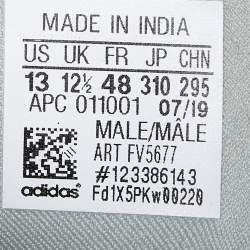 MADE IN INDIA
US UK FR JP CHN
13 12½ 48 310 295
APC 011001 07/19
MALE/MÂLE
ART FV5677
#123386143
adidas Fd1X5PKw00220